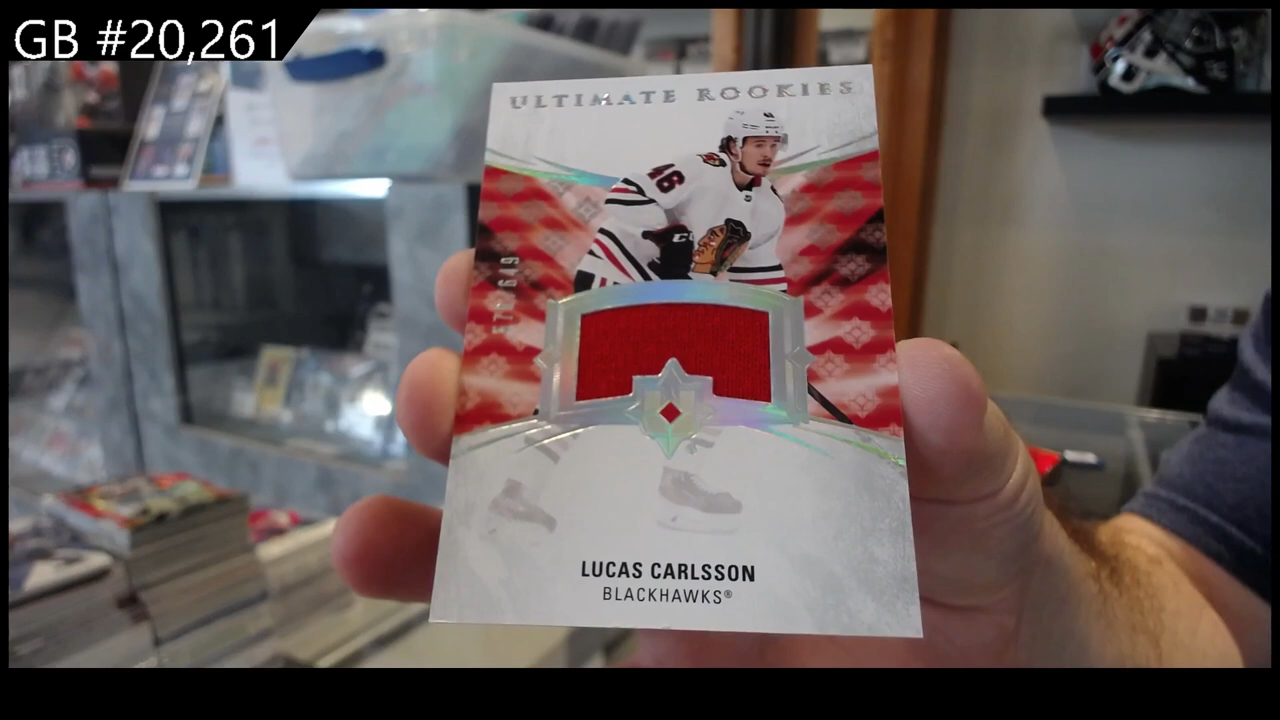 GB #20,261
ULTIMATE ROOKIES
46
LUCAS CARLSSON
BLACKHAWKS®